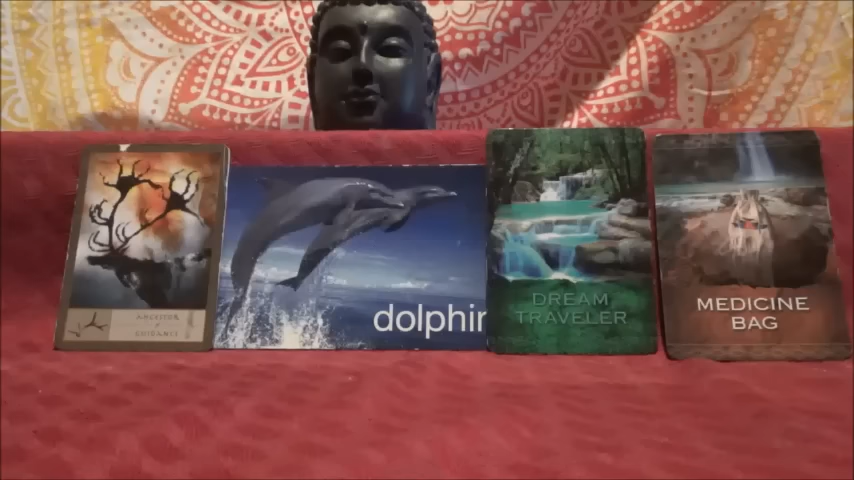 dolphin
DREAM
TRAVELER
MEDICINE
BAG